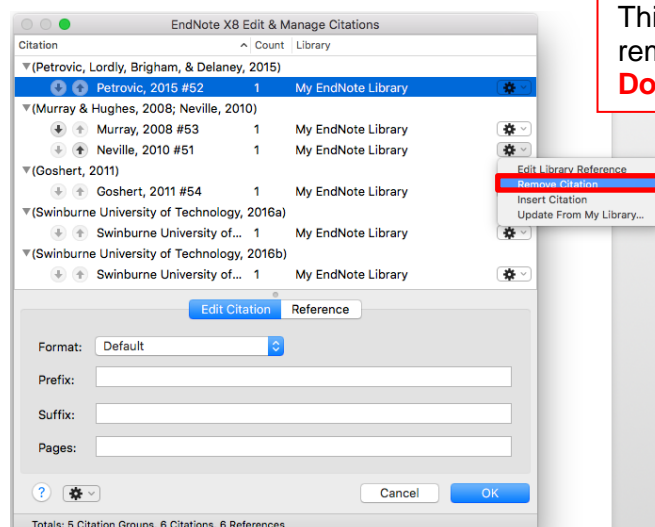 EndNote X8 Edit & Manage Citations
Citation Count Library
(Petrovic, Lordly, Brigham, & Delaney, 2015)
Petrovic, 2015 #52 1 My EndNote Library
(Murray & Hughes, 2008; Neville, 2010)
Murray, 2008 #53 1 My EndNote Library
Neville, 2010 #51 1 My EndNote Library
(Goshert, 2011)
Goshert, 2011 #54 1 My EndNote Library
(Swinburne University of Technology, 2016a)
Swinburne University of... 1 My EndNote Library
(Swinburne University of Technology, 2016b)
Swinburne University of... 1 My EndNote Library
Edit Library Reference
Remove Citation
Insert Citation
Update From My Library...
Edit Citation Reference
Format: Default
Prefix:
Suffix:
Pages:
? Cancel OK
Totals: 5 Citation Groups, 6 Citations, 6 References